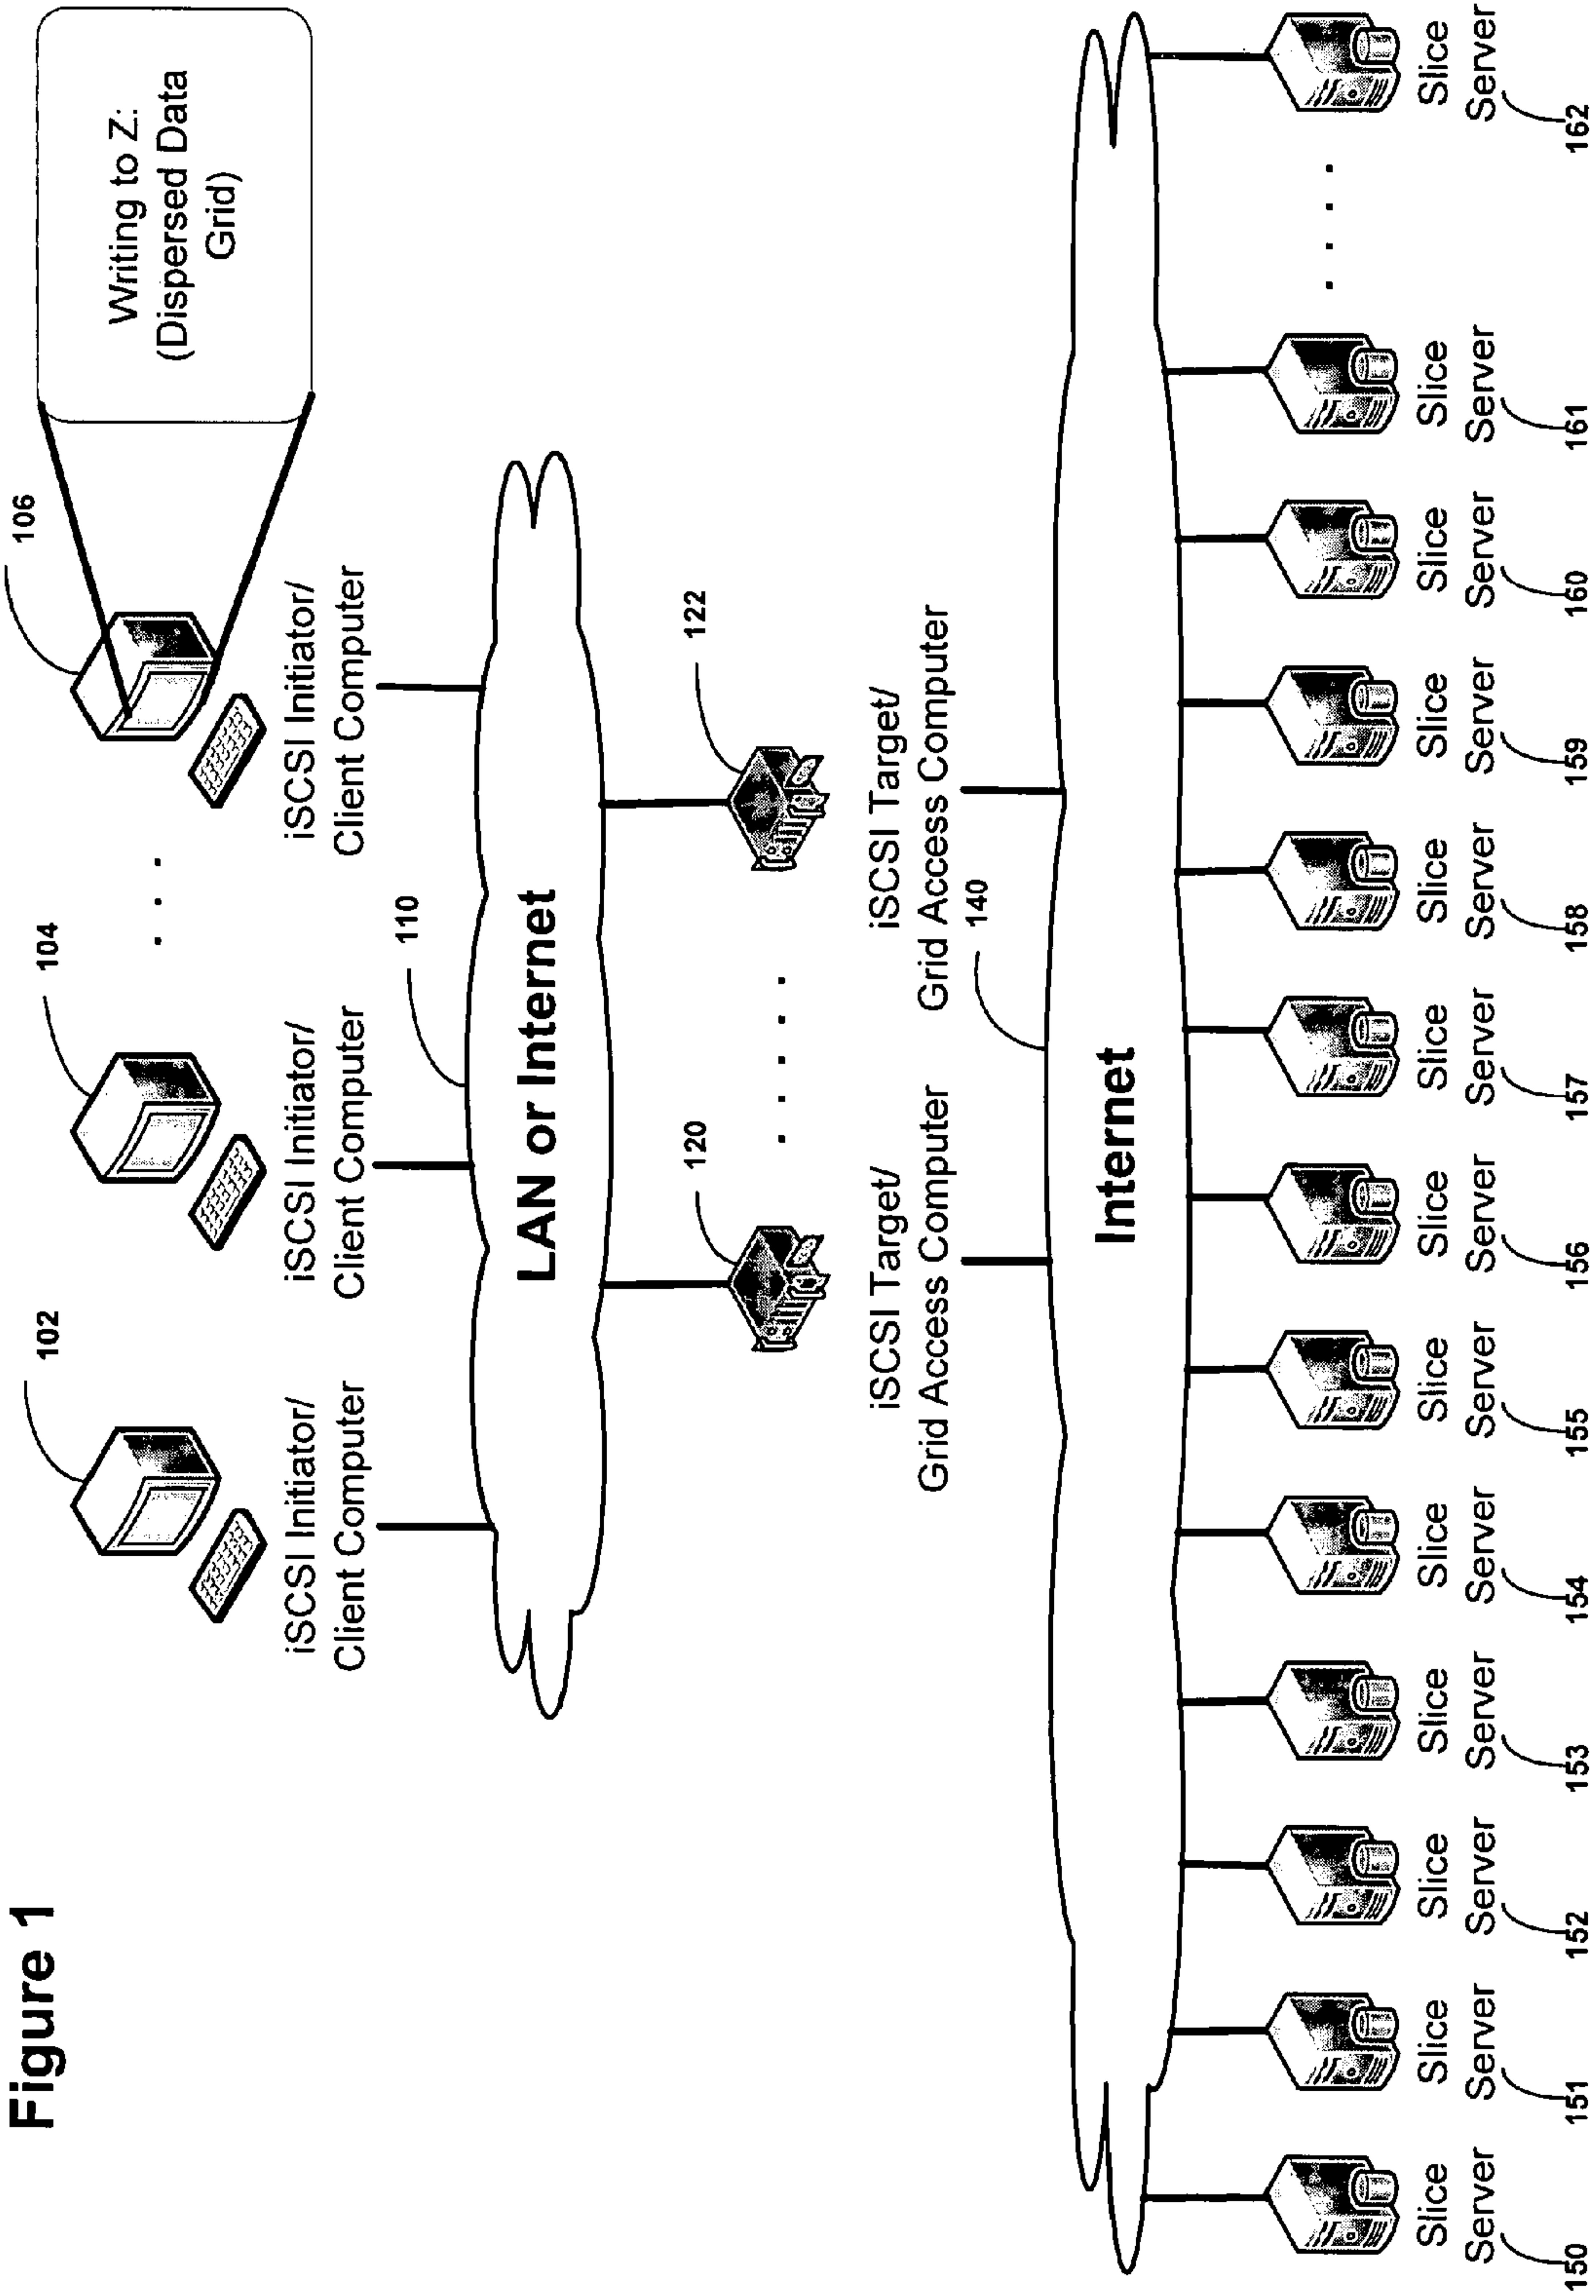 Figure 1
102
104
106
Writing to Z:
(Dispersed Data
Grid)
iSCSI Initiator/
Client Computer
iSCSI Initiator/
Client Computer
. . .
iSCSI Initiator/
Client Computer
110
LAN or Internet
120
122
. . . . .
iSCSI Target/
Grid Access Computer
iSCSI Target/
Grid Access Computer
140
Internet
. . . .
Slice
Server
150
Slice
Server
151
Slice
Server
152
Slice
Server
153
Slice
Server
154
Slice
Server
155
Slice
Server
156
Slice
Server
157
Slice
Server
158
Slice
Server
159
Slice
Server
160
Slice
Server
161
Slice
Server
162